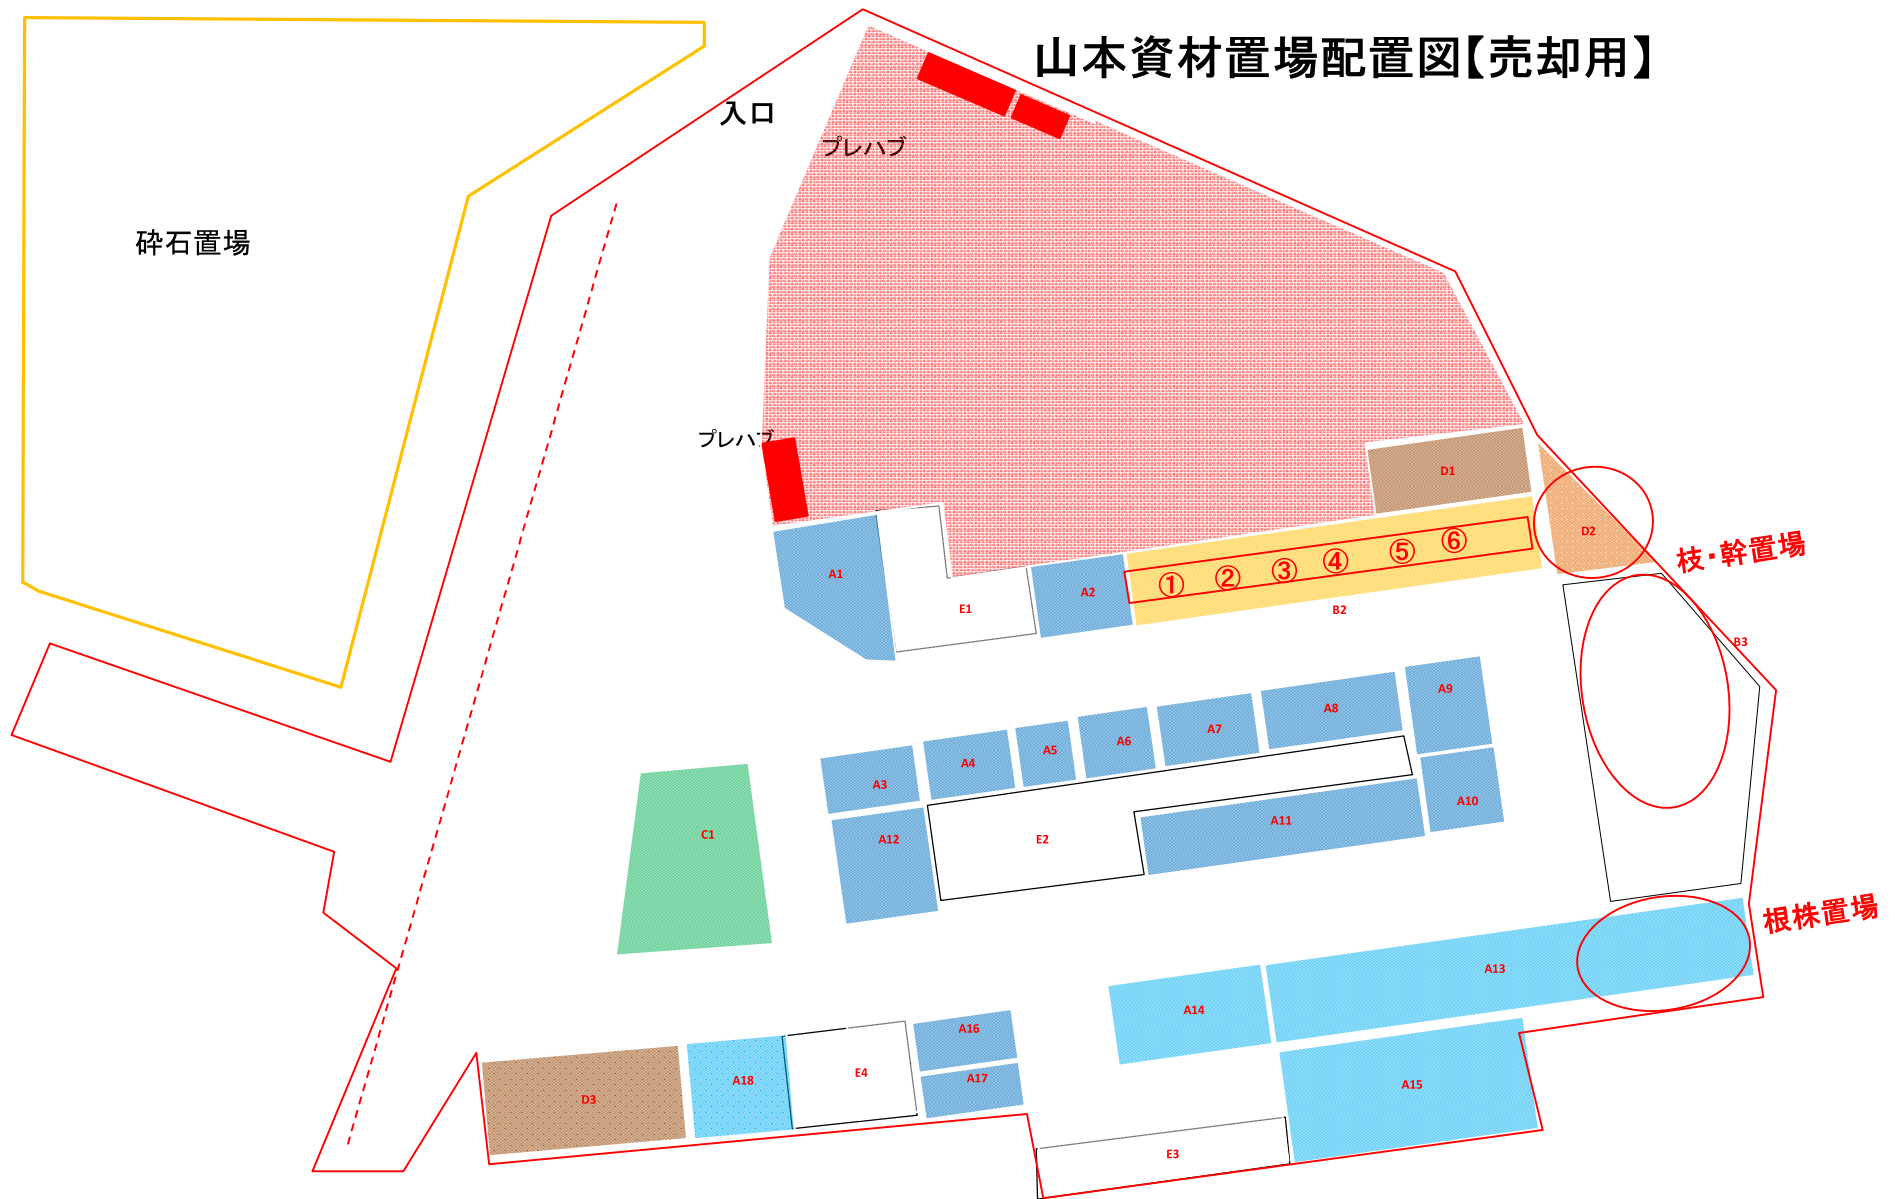 山本資材置場配置図【売却用】
入口
プレハブ
砕石置場
プレハブ
D1
D2
枝・幹置場
① ② ③ ④ ⑤ ⑥
A1
A2
E1
B2
B3
A3
A4
A5
A6
A7
A8
A9
A10
A11
A12
E2
C1
根株置場
A13
A14
A15
A16
A17
A18
E4
D3
E3